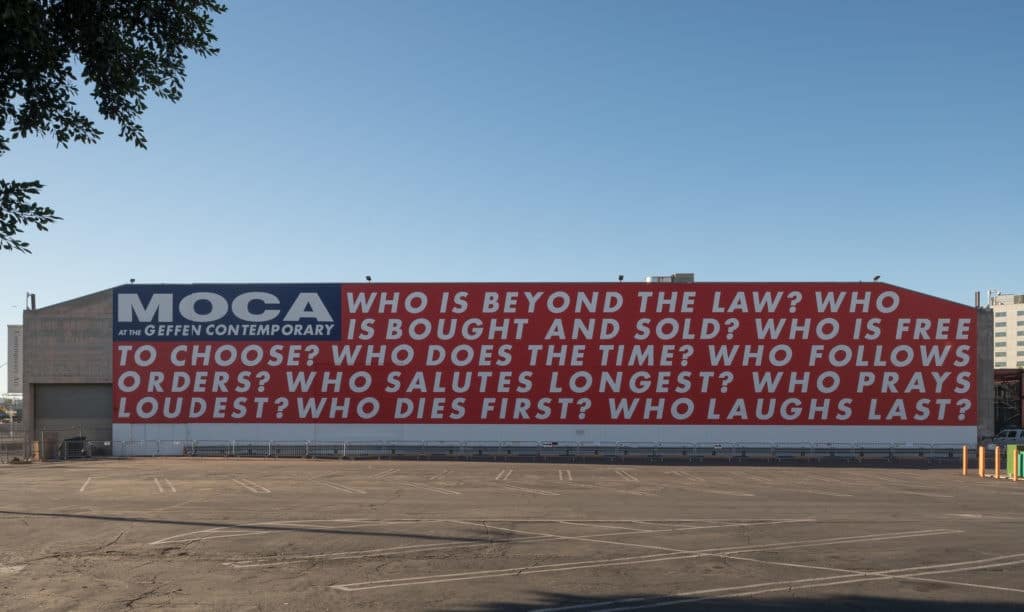 MOCA
AT THE GEFFEN CONTEMPORARY
WHO IS BEYOND THE LAW? WHO
IS BOUGHT AND SOLD? WHO IS FREE
TO CHOOSE? WHO DOES THE TIME? WHO FOLLOWS
ORDERS? WHO SALUTES LONGEST? WHO PRAYS
LOUDEST? WHO DIES FIRST? WHO LAUGHS LAST?